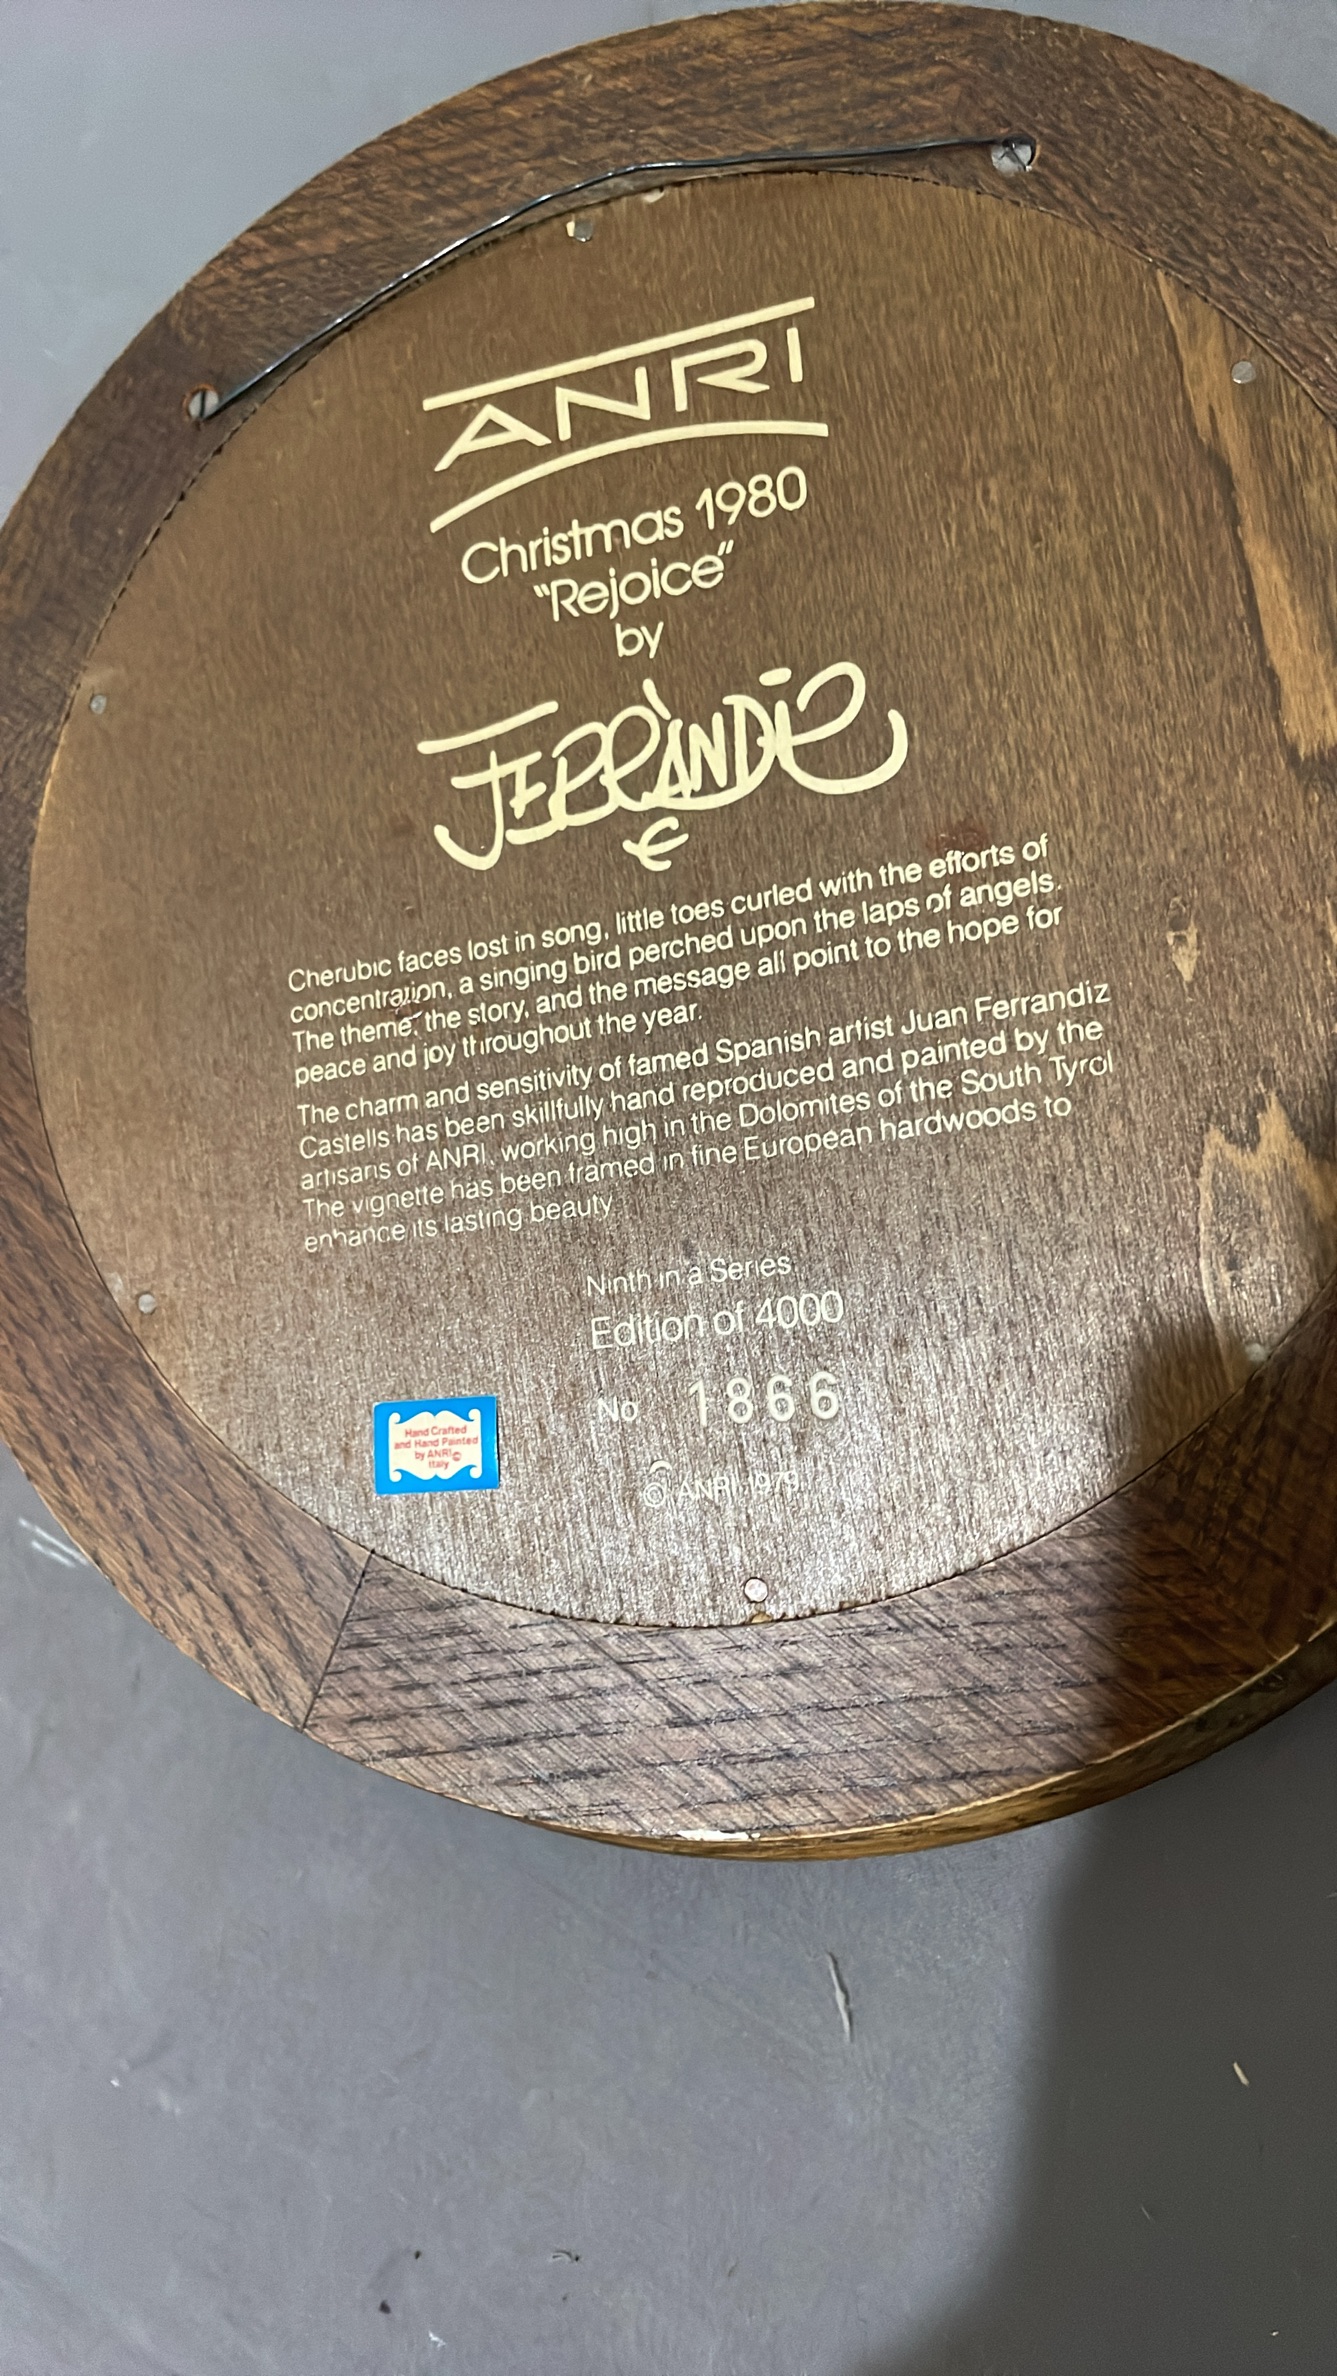 ANRI
Christmas 1980
"Rejoice"
by
FERRÀNDIZ
Cherubic faces lost in song, little toes curled with the efforts of
concentration, a singing bird perched upon the laps of angels.
The theme, the story, and the message all point to the hope for
peace and joy throughout the year.
The charm and sensitivity of famed Spanish artist Juan Ferrandiz
Castells has been skillfully hand reproduced and painted by the
artisans of ANRI, working high in the Dolomites of the South Tyrol
The vignette has been framed in fine European hardwoods to
enhance its lasting beauty
Ninth in a Series
Edition of 4000
No 1866
© ANRI 1979
Hand Crafted
and Hand Painted
by ANRI©
Italy